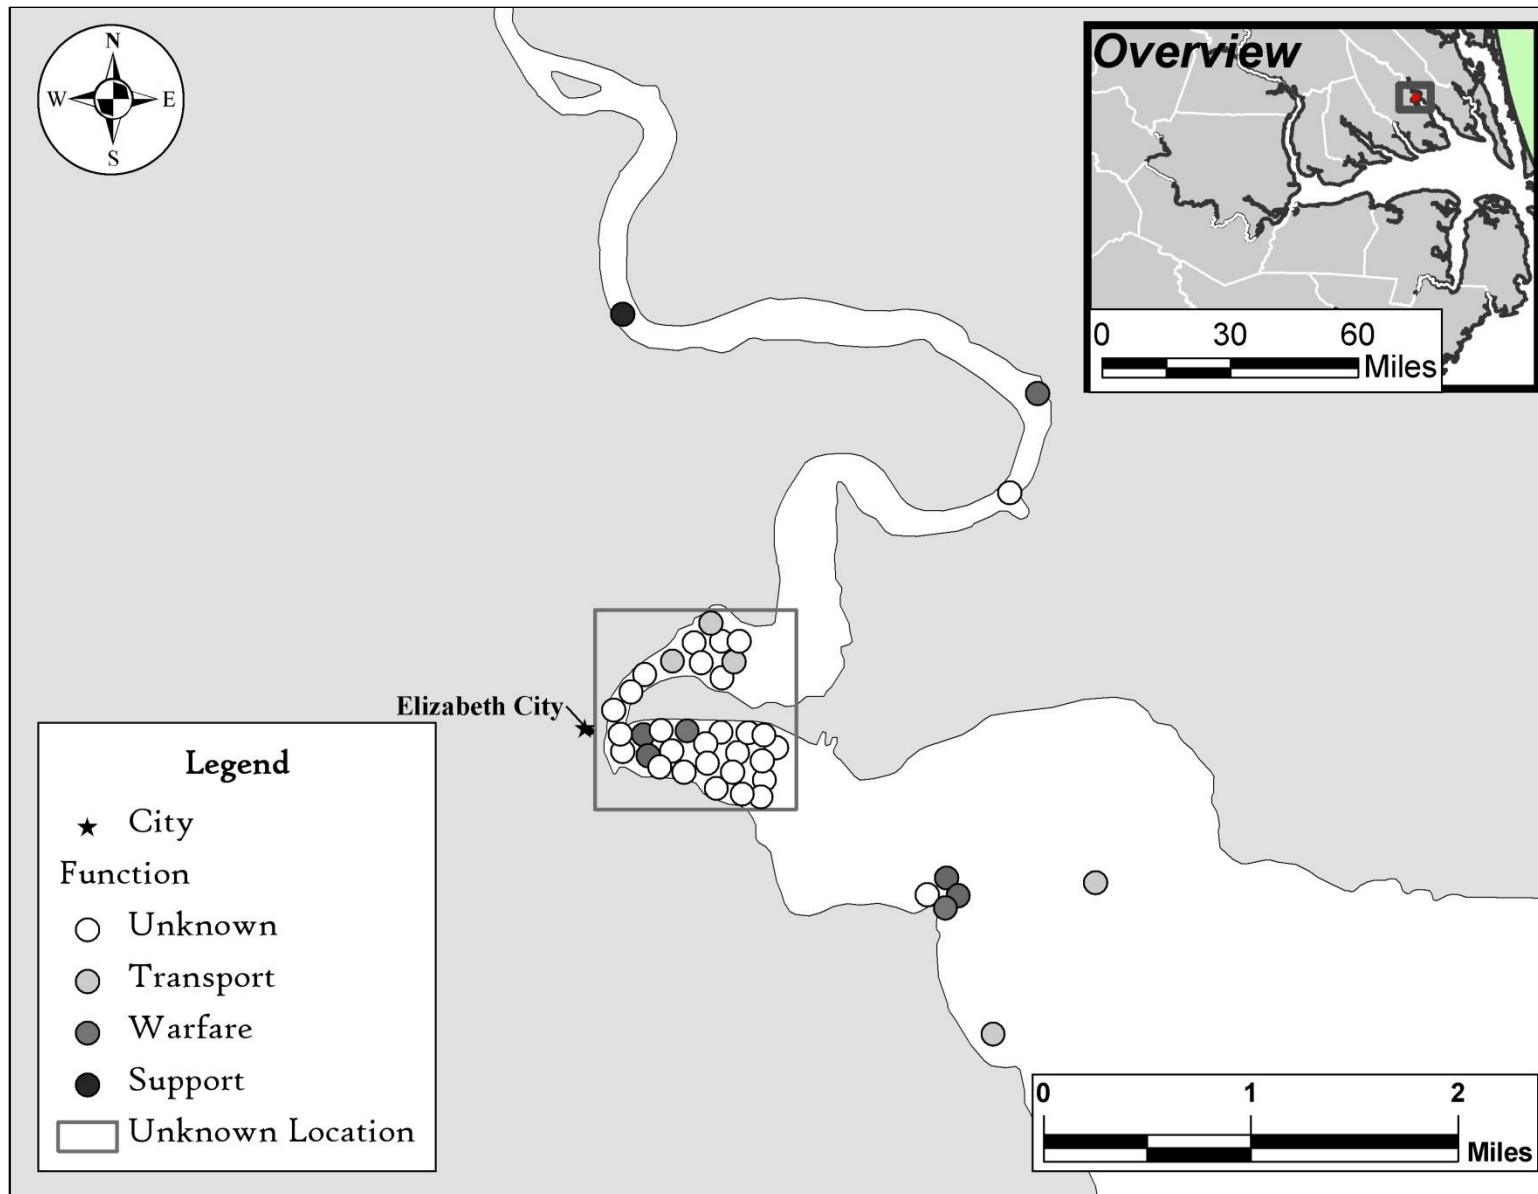 N
W E
S
Overview
0 30 60
Miles
Elizabeth City
Legend
City
Function
Unknown
Transport
Warfare
Support
Unknown Location
0 1 2
Miles